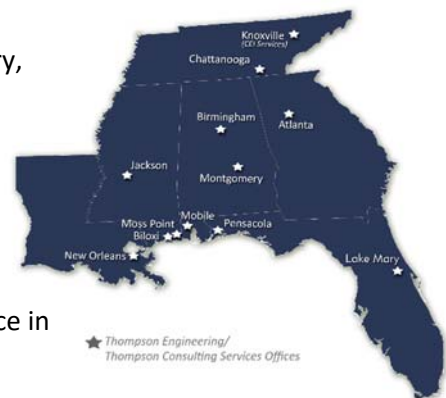 ry,
Knoxville
(CEI Services)
Chattanooga
Birmingham
Atlanta
Jackson
Montgomery
Mobile
Moss Point
Pensacola
Biloxi
New Orleans
Lake Mary
ce in
Thompson Engineering/
Thompson Consulting Services Offices